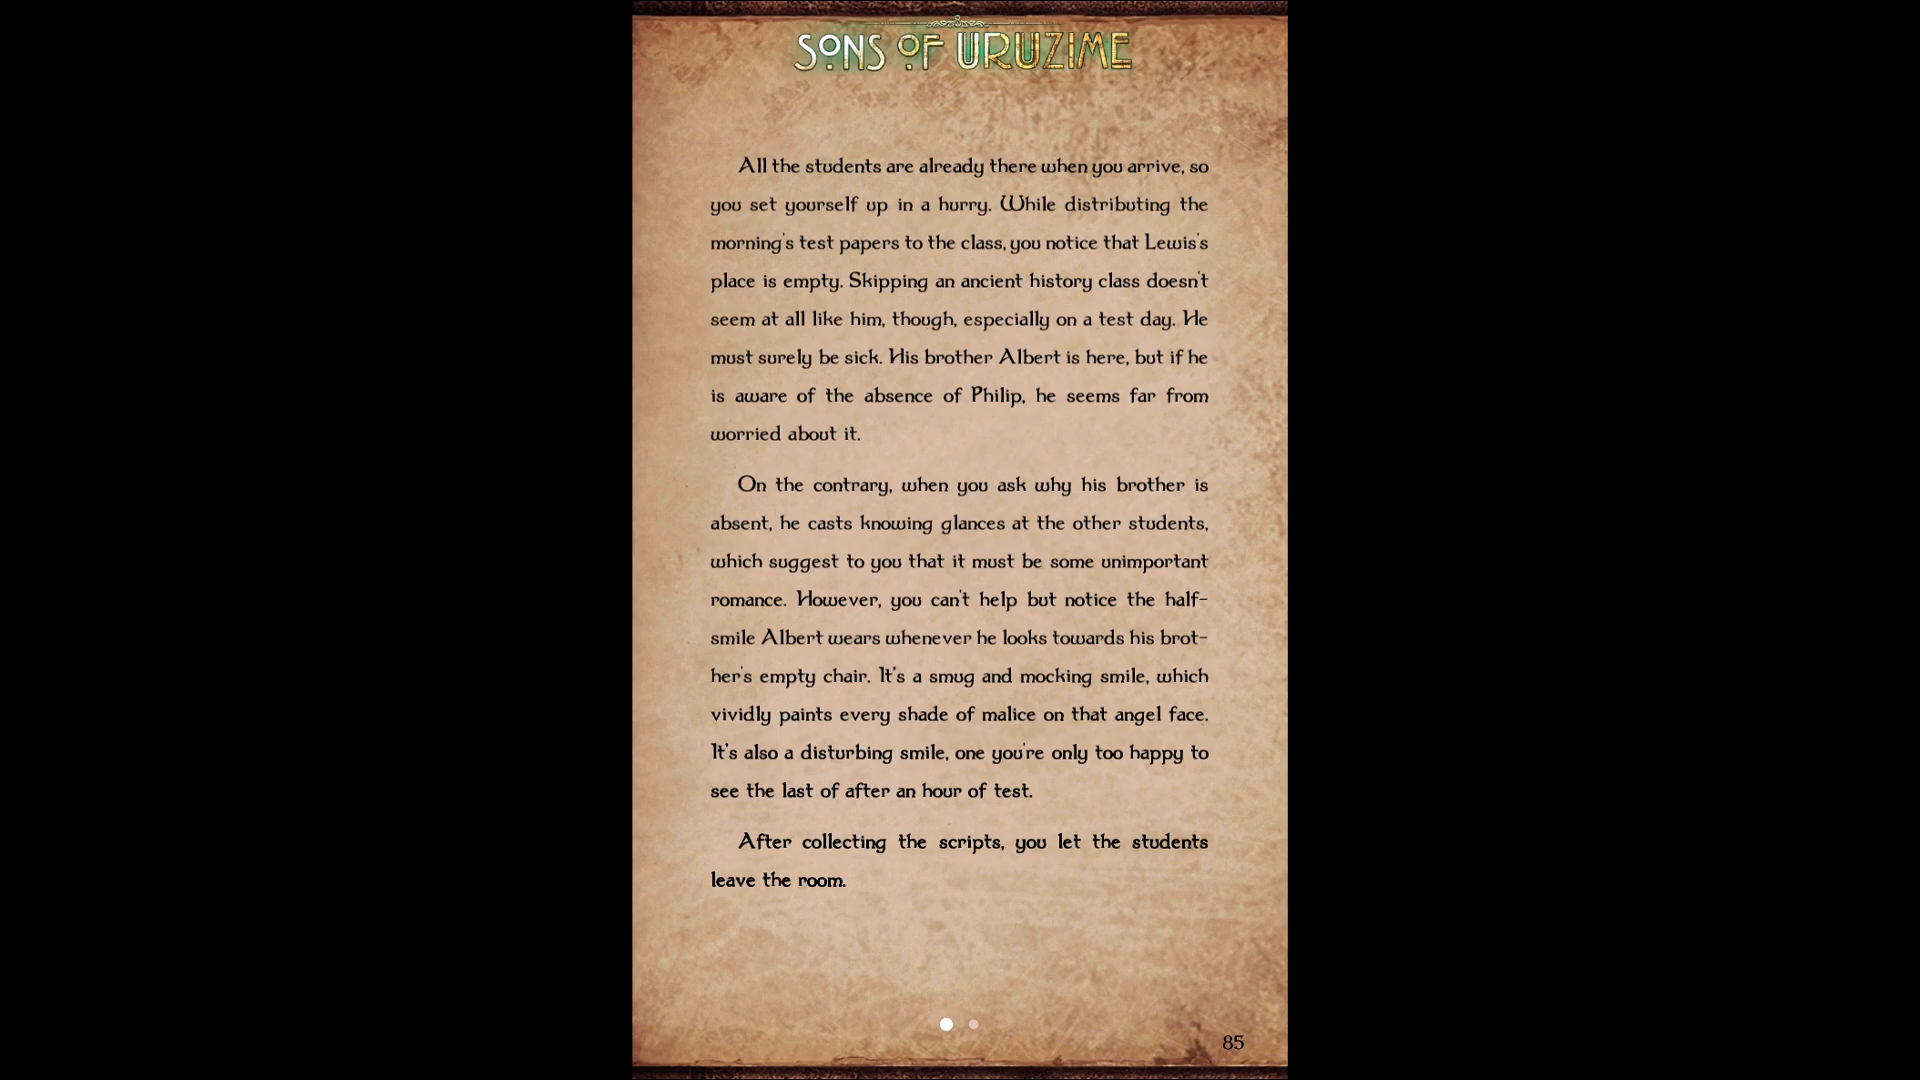 SONS OF URUZIME
All the students are already there when you arrive, so
you set yourself up in a hurry. While distributing the
morning's test papers to the class, you notice that Lewis's
place is empty. Skipping an ancient history class doesn't
seem at all like him, though, especially on a test day. He
must surely be sick. His brother Albert is here, but if he
is aware of the absence of Philip, he seems far from
worried about it.
On the contrary, when you ask why his brother is
absent, he casts knowing glances at the other students,
which suggest to you that it must be some unimportant
romance. However, you can't help but notice the half-
smile Albert wears whenever he looks towards his brot-
her's empty chair. It's a smug and mocking smile, which
vividly paints every shade of malice on that angel face.
It's also a disturbing smile, one you're only too happy to
see the last of after an hour of test.
After collecting the scripts, you let the students
leave the room.
85